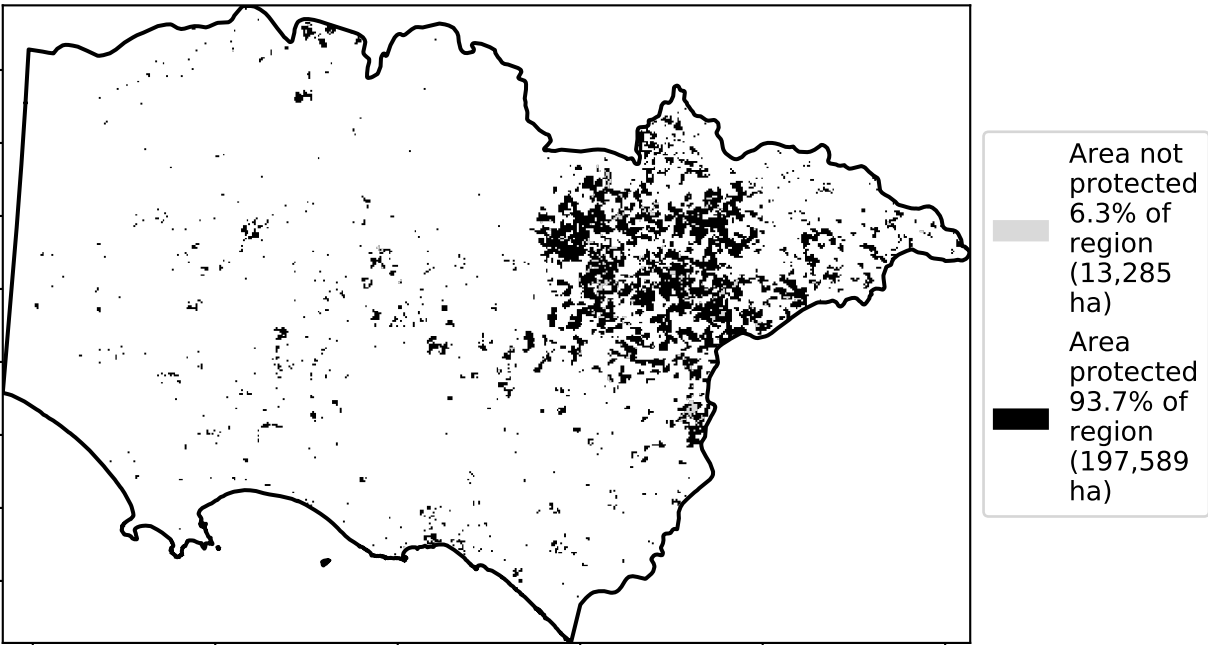 Area not
protected
6.3% of
region
(13,285
ha)
Area
protected
93.7% of
region
(197,589
ha)